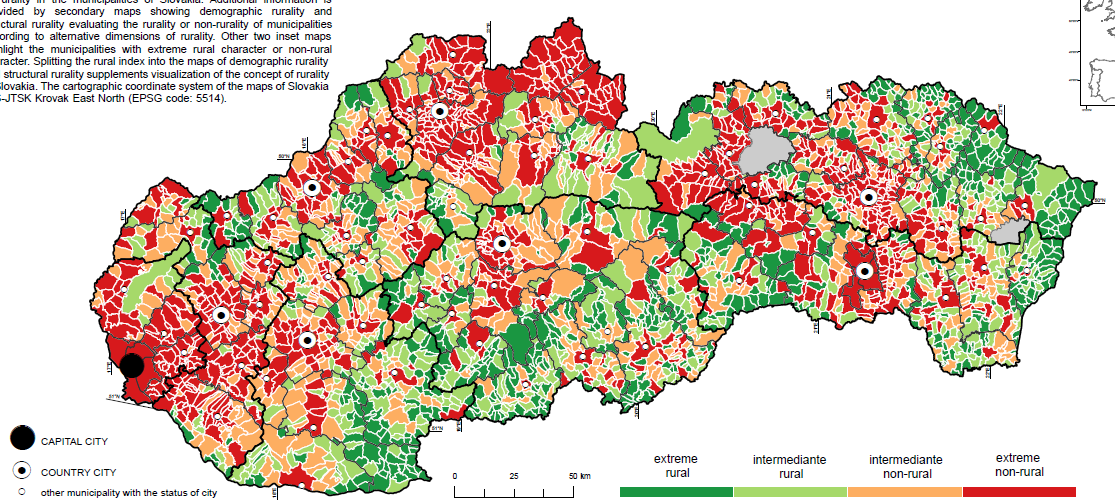 rurality in the municipalities of Slovakia. Additional information is
vided by secondary maps showing demographic rurality and
ctural rurality evaluating the rurality or non-rurality of municipalities
ording to alternative dimensions of rurality. Other two inset maps
hlight the municipalities with extreme rural character or non-rural
racter. Splitting the rural index into the maps of demographic rurality
structural rurality supplements visualization of the concept of rurality
Slovakia. The cartographic coordinate system of the maps of Slovakia
S-JTSK Krovak East North (EPSG code: 5514).
CAPITAL CITY
COUNTRY CITY
other municipality with the status of city
0 25 50 km
extreme rural
intermediante rural
intermediante non-rural
extreme non-rural